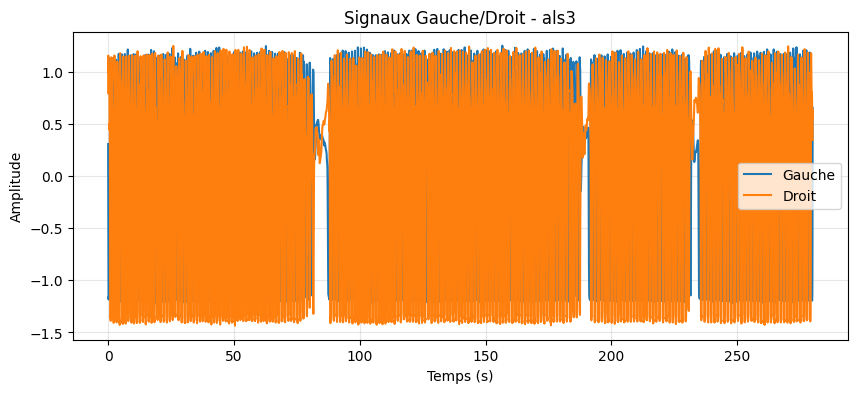 Signaux Gauche/Droit - als3
Amplitude
1.0
0.5
0.0
−0.5
−1.0
−1.5
Gauche
Droit
0 50 100 150 200 250
Temps (s)